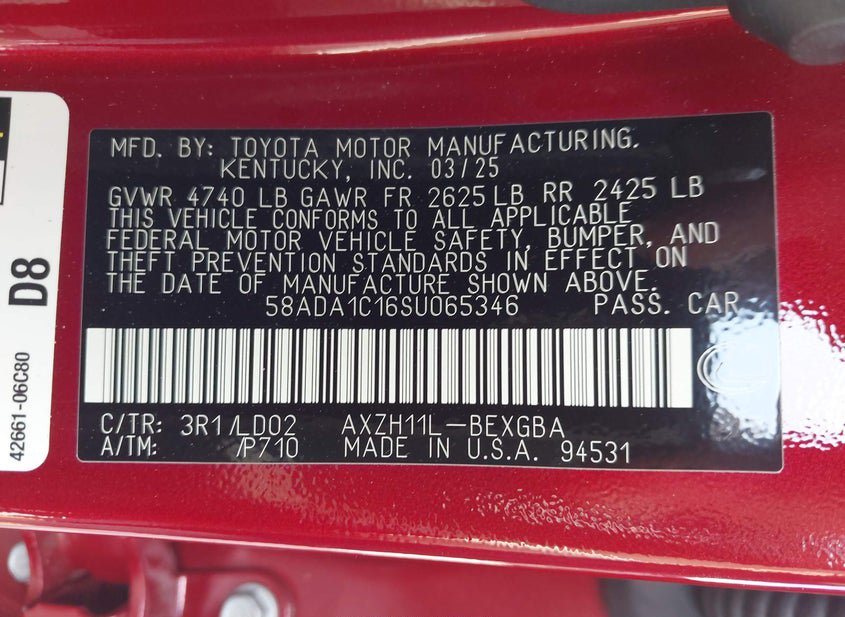 MFD. BY: TOYOTA MOTOR MANUFACTURING.
KENTUCKY, INC. 03/25
GVWR 4740 LB GAWR FR 2625 LB RR 2425 LB
THIS VEHICLE CONFORMS TO ALL APPLICABLE
FEDERAL MOTOR VEHICLE SAFETY, BUMPER, AND
THEFT PREVENTION STANDARDS IN EFFECT ON
THE DATE OF MANUFACTURE SHOWN ABOVE.
58ADA1C16SU065346 PASS. CAR
C/TR: 3R1/LD02 AXZH11L-BEXGBA
A/TM: /P710 MADE IN U.S.A. 94531
D8
42661-06C80